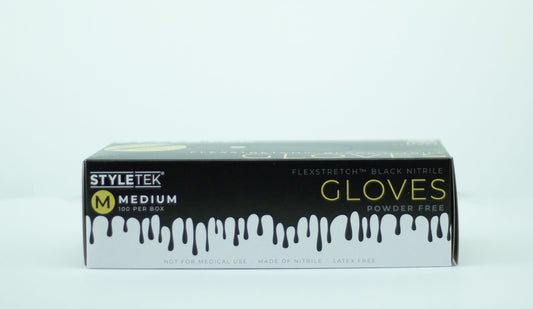 STYLETEK®
M MEDIUM
100 PER BOX
FLEXSTRETCH™ BLACK NITRILE
GLOVES
POWDER FREE
NOT FOR MEDICAL USE / MADE OF NITRILE / LATEX FREE